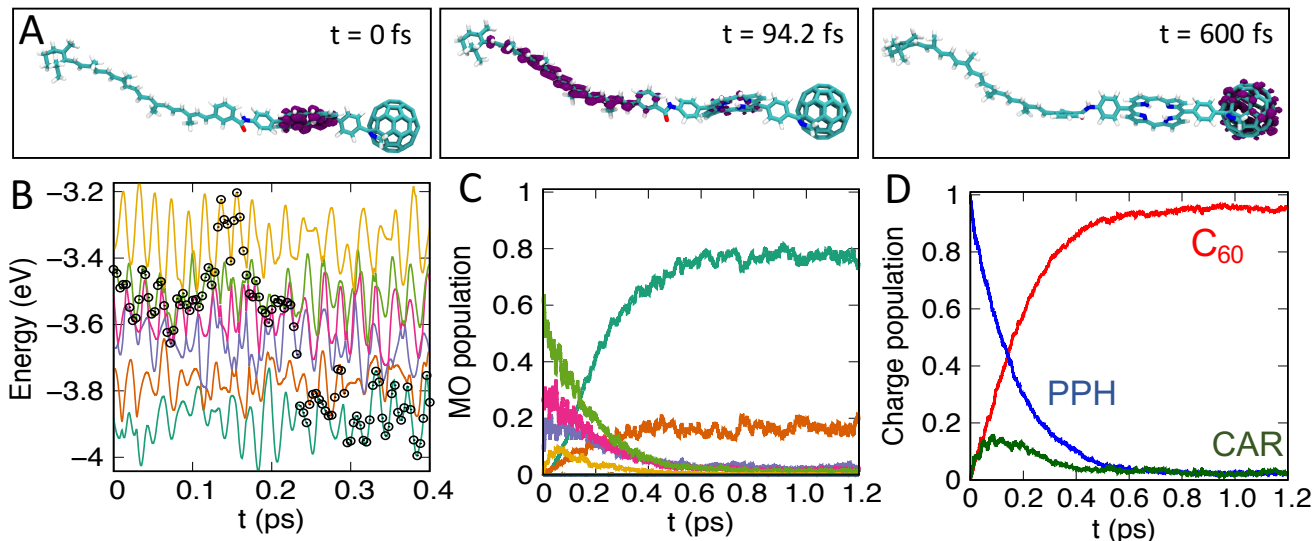 A
t = 0 fs
t = 94.2 fs
t = 600 fs
B
Energy (eV)
−3.2
−3.4
−3.6
−3.8
−4
0 0.1 0.2 0.3 0.4
t (ps)
C
MO population
1
0.8
0.6
0.4
0.2
0
0 0.2 0.4 0.6 0.8 1.0 1.2
t (ps)
D
Charge population
1
0.8
0.6
0.4
0.2
0
C60
PPH
CAR
0 0.2 0.4 0.6 0.8 1.0 1.2
t (ps)